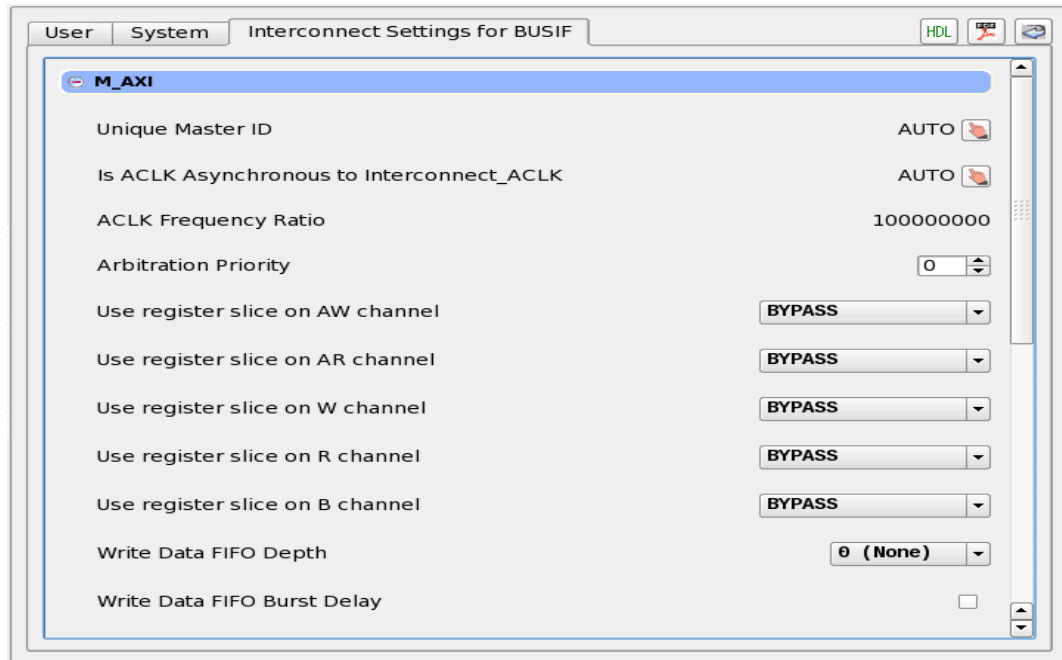 User System Interconnect Settings for BUSIF HDL
M_AXI
Unique Master ID AUTO
Is ACLK Asynchronous to Interconnect_ACLK AUTO
ACLK Frequency Ratio 100000000
Arbitration Priority 0
Use register slice on AW channel BYPASS
Use register slice on AR channel BYPASS
Use register slice on W channel BYPASS
Use register slice on R channel BYPASS
Use register slice on B channel BYPASS
Write Data FIFO Depth 0 (None)
Write Data FIFO Burst Delay